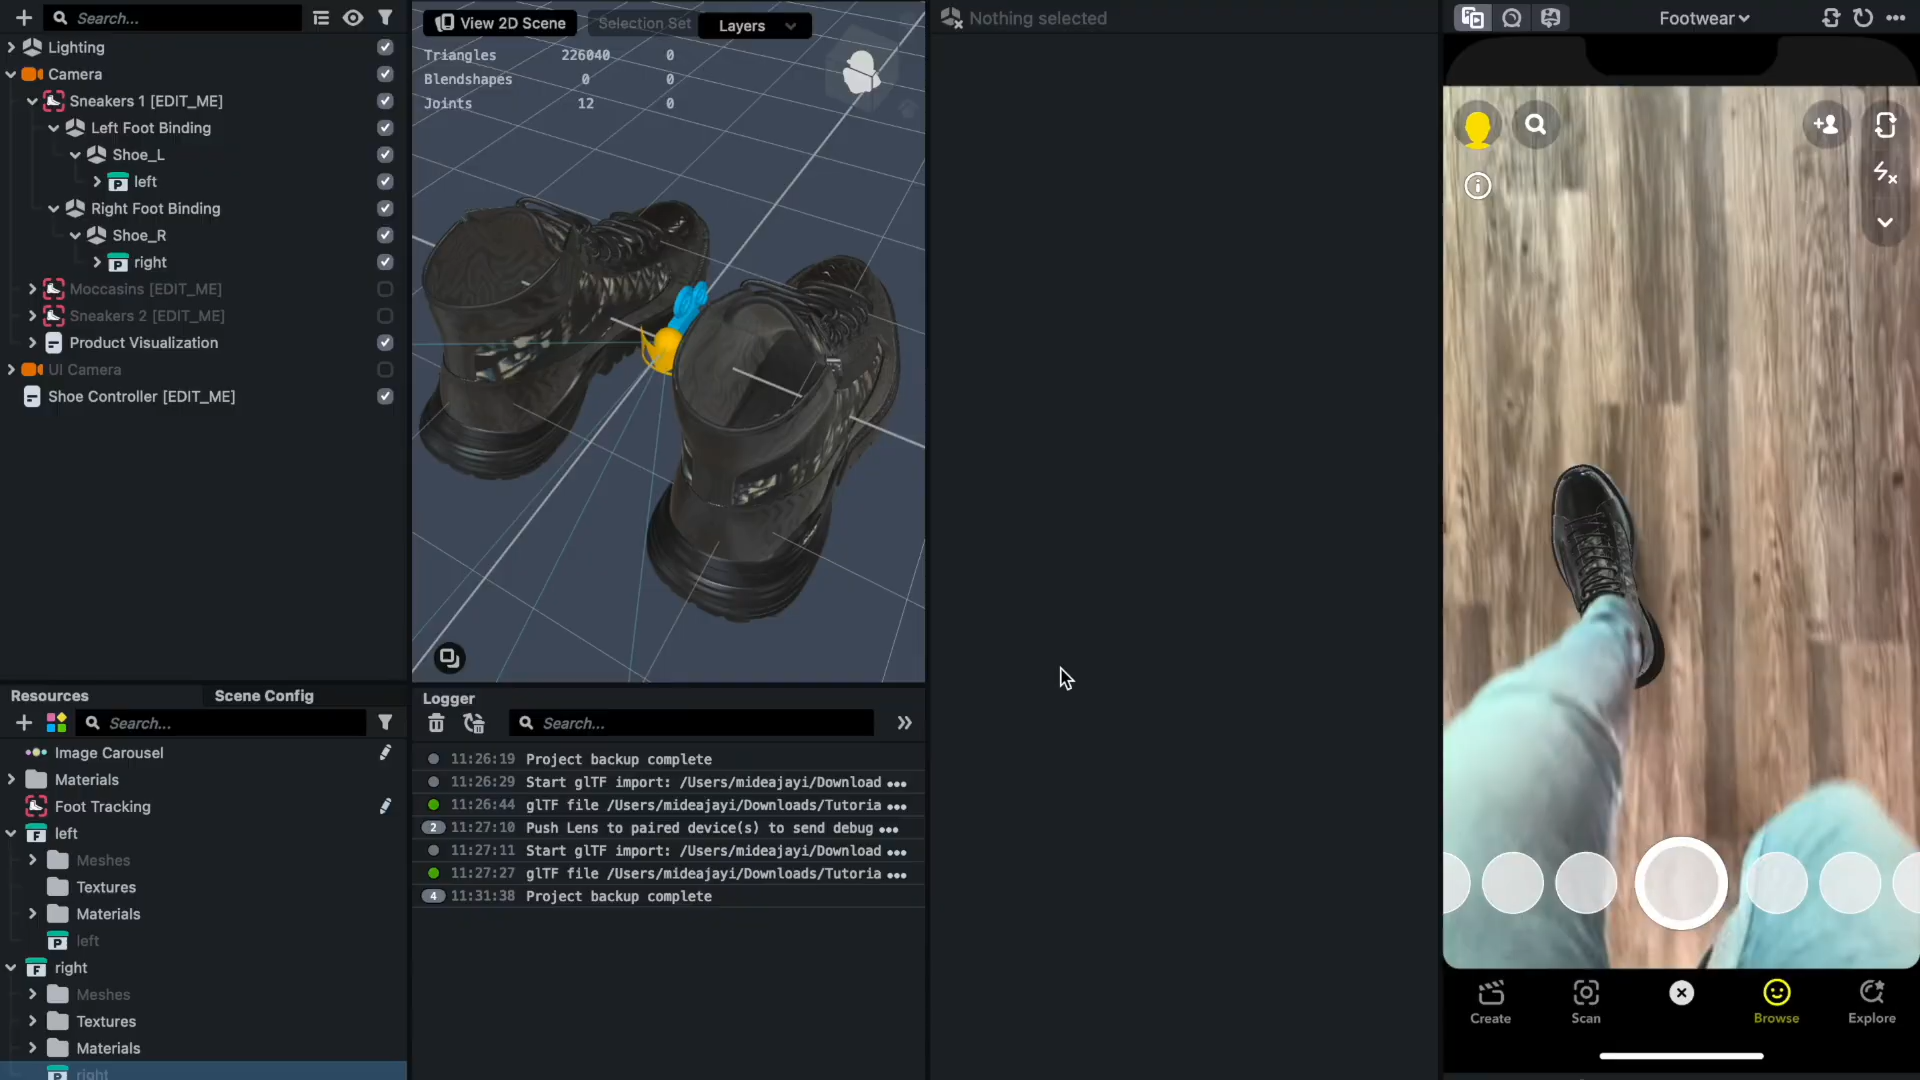 Search...
Lighting
Camera
Sneakers 1 [EDIT_ME]
Left Foot Binding
Shoe_L
left
Right Foot Binding
Shoe_R
right
Moccasins [EDIT_ME]
Sneakers 2 [EDIT_ME]
Product Visualization
UI Camera
Shoe Controller [EDIT_ME]
Resources
Scene Config
Search...
Image Carousel
Materials
Foot Tracking
left
Meshes
Textures
Materials
left
right
Meshes
Textures
Materials
right
View 2D Scene
Selection Set
Layers
Triangles 226040 0
Blendshapes 0 0
Joints 12 0
Logger
Search...
11:26:19 Project backup complete
11:26:29 Start glTF import: /Users/mideajayi/Download •••
11:26:44 glTF file /Users/mideajayi/Downloads/Tutoria •••
2 11:27:10 Push Lens to paired device(s) to send debug •••
11:27:11 Start glTF import: /Users/mideajayi/Download •••
11:27:27 glTF file /Users/mideajayi/Downloads/Tutoria •••
4 11:31:38 Project backup complete
Nothing selected
Footwear
Create
Scan
Browse
Explore